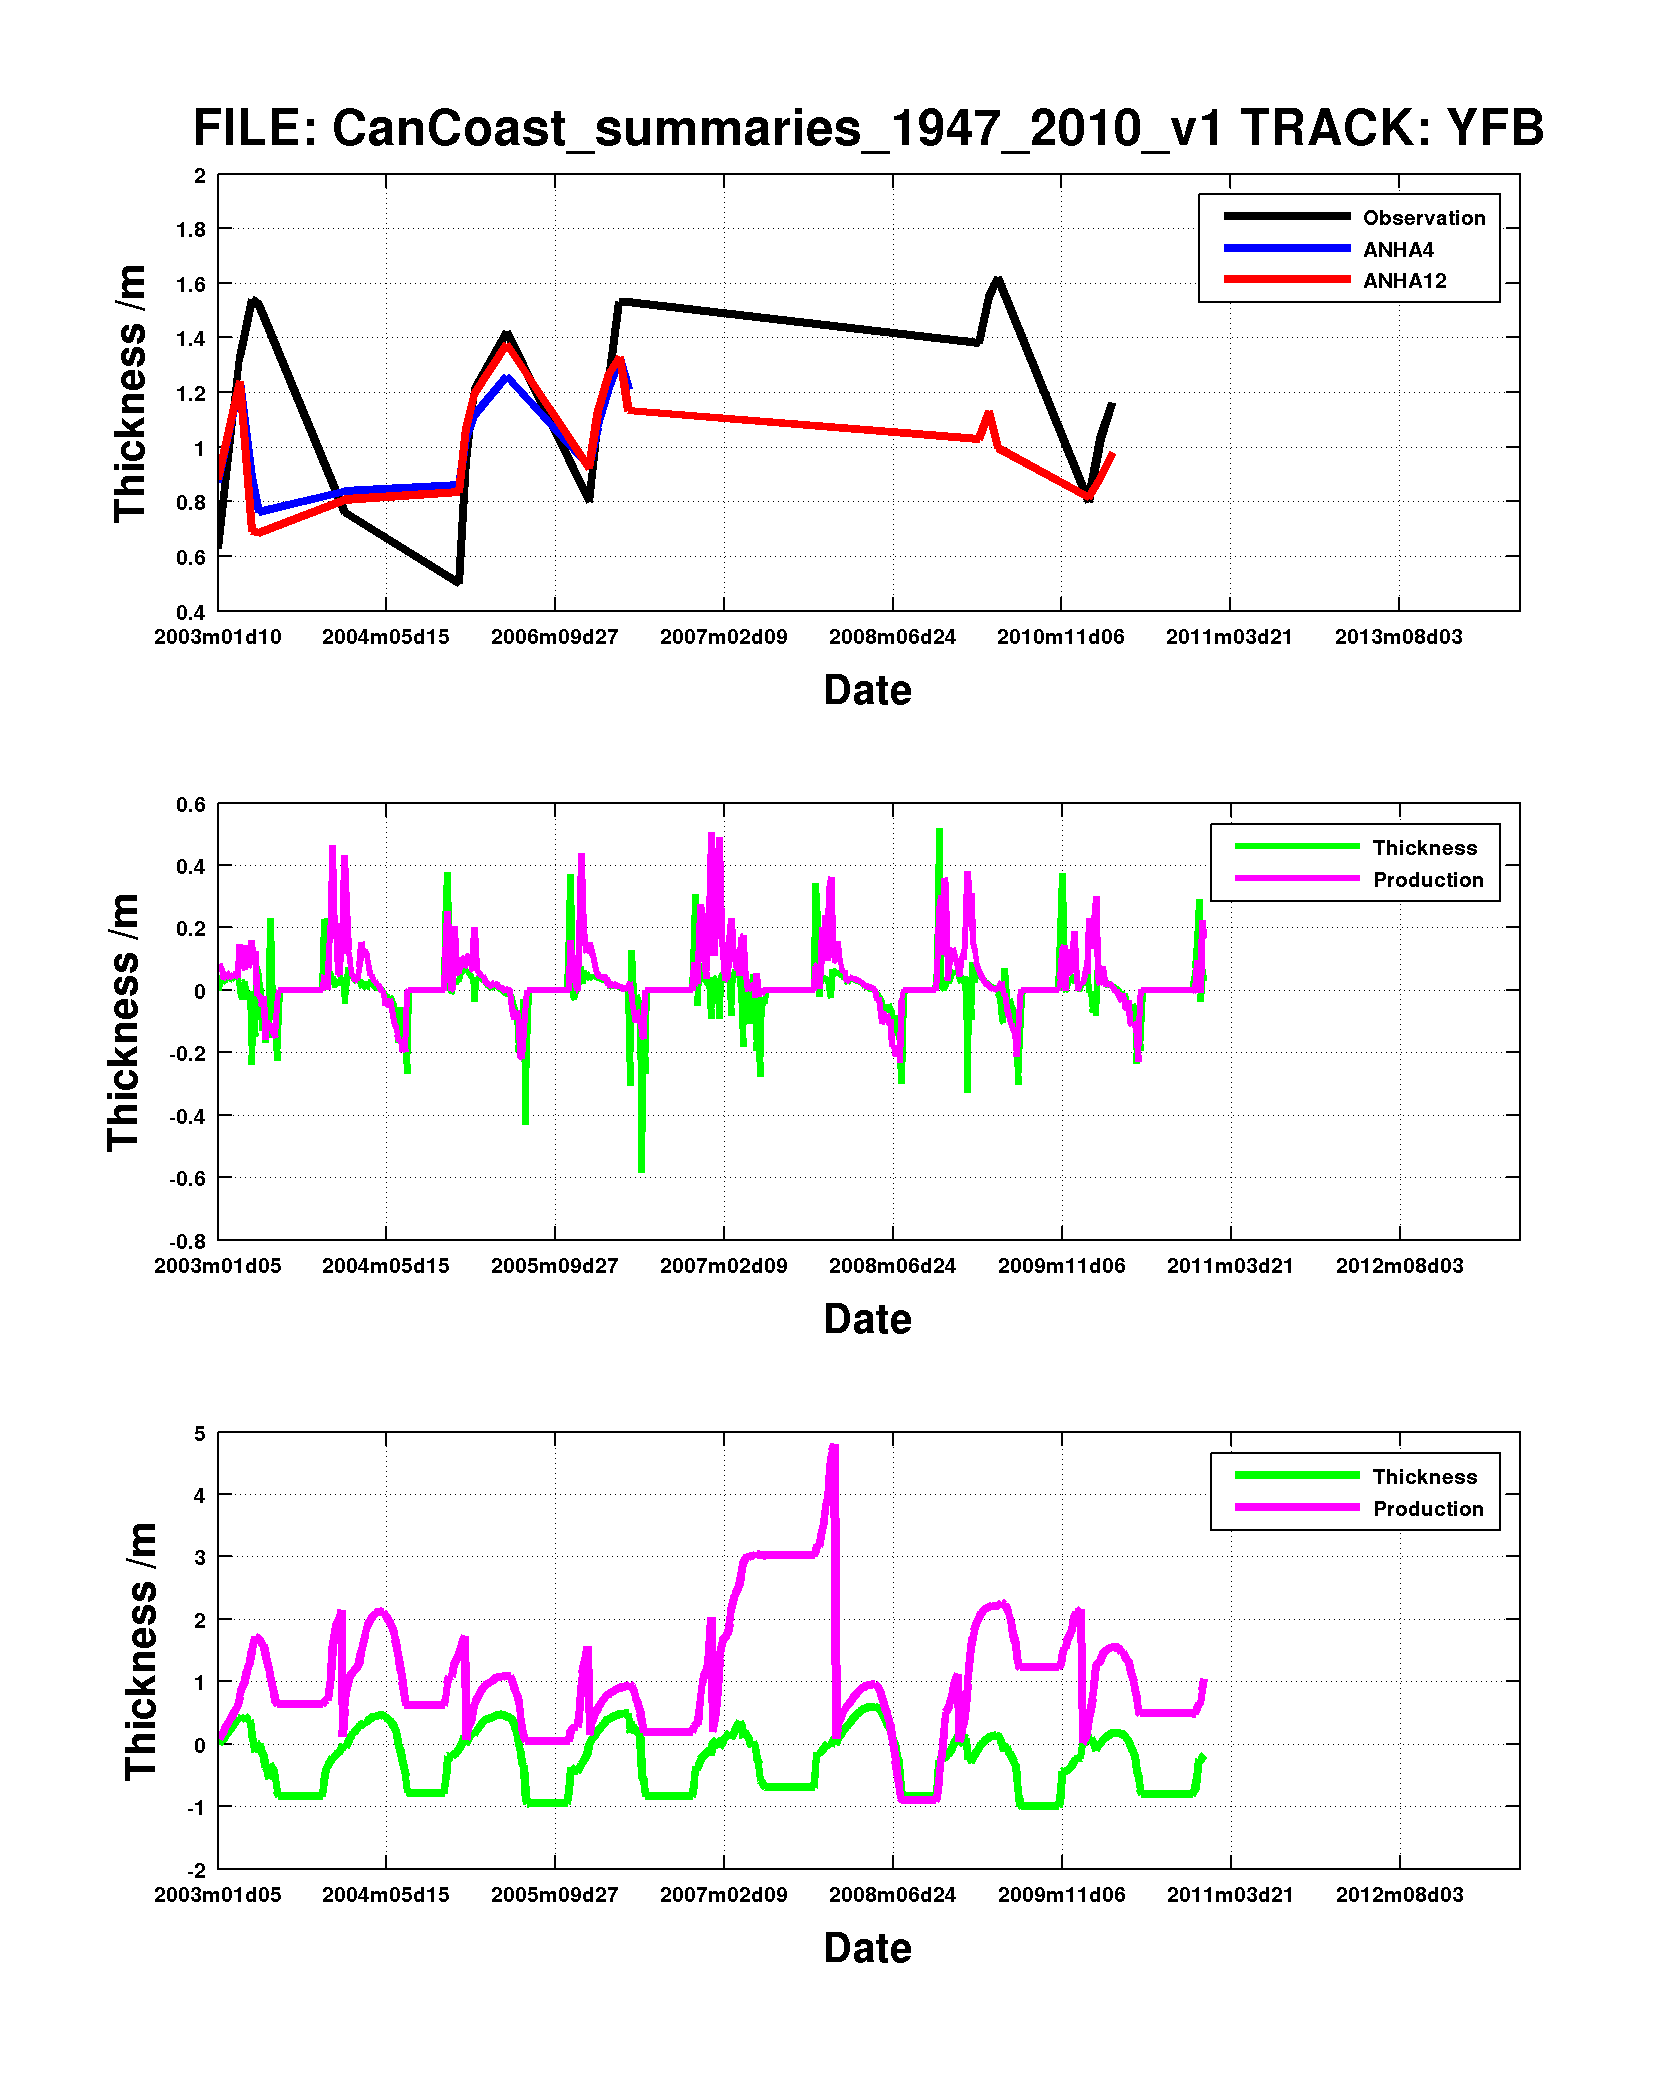 FILE: CanCoast_summaries_1947_2010_v1 TRACK: YFB
2
1.8
1.6
1.4
1.2
1
0.8
0.6
0.4
Thickness /m
Observation
ANHA4
ANHA12
2003m01d10 2004m05d15 2006m09d27 2007m02d09 2008m06d24 2010m11d06 2011m03d21 2013m08d03
Date
0.6
0.4
0.2
0
-0.2
-0.4
-0.6
-0.8
Thickness /m
Thickness
Production
2003m01d05 2004m05d15 2005m09d27 2007m02d09 2008m06d24 2009m11d06 2011m03d21 2012m08d03
Date
5
4
3
2
1
0
-1
-2
Thickness /m
Thickness
Production
2003m01d05 2004m05d15 2005m09d27 2007m02d09 2008m06d24 2009m11d06 2011m03d21 2012m08d03
Date